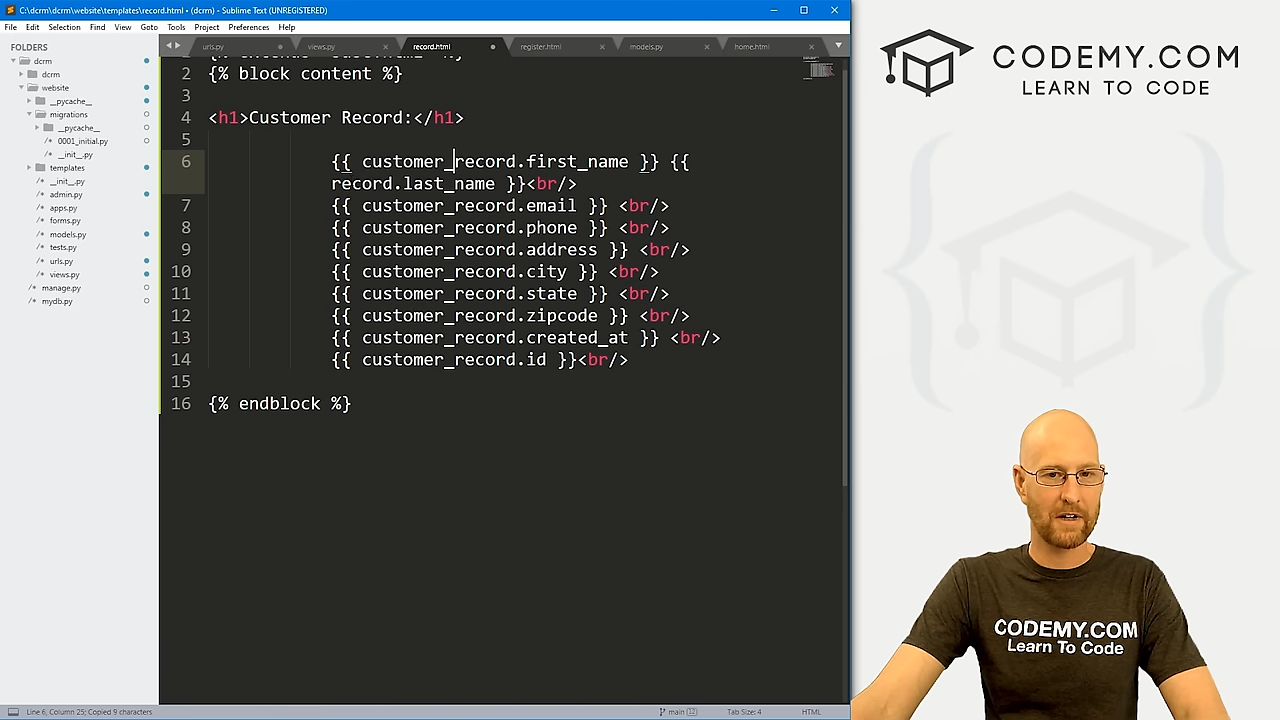 C:\dcrm\dcrm\website\templates\record.html • (dcrm) - Sublime Text (UNREGISTERED)
File Edit Selection Find View Goto Tools Project Preferences Help
FOLDERS
dcrm
dcrm
website
__pycache__
migrations
__pycache__
0001_initial.py
__init__.py
templates
__init__.py
admin.py
apps.py
forms.py
models.py
tests.py
urls.py
views.py
manage.py
mydb.py
urls.py views.py record.html register.html models.py home.html
2 {% block content %}
3
4 <h1>Customer Record:</h1>
5
6 {{ customer_record.first_name }} {{
record.last_name }}<br/>
7 {{ customer_record.email }} <br/>
8 {{ customer_record.phone }} <br/>
9 {{ customer_record.address }} <br/>
10 {{ customer_record.city }} <br/>
11 {{ customer_record.state }} <br/>
12 {{ customer_record.zipcode }} <br/>
13 {{ customer_record.created_at }} <br/>
14 {{ customer_record.id }}<br/>
15
16 {% endblock %}
Line 6, Column 25; Copied 9 characters
main (12) Tab Size: 4 HTML
CODEMY.COM
LEARN TO CODE
CODEMY.COM
Learn To Code